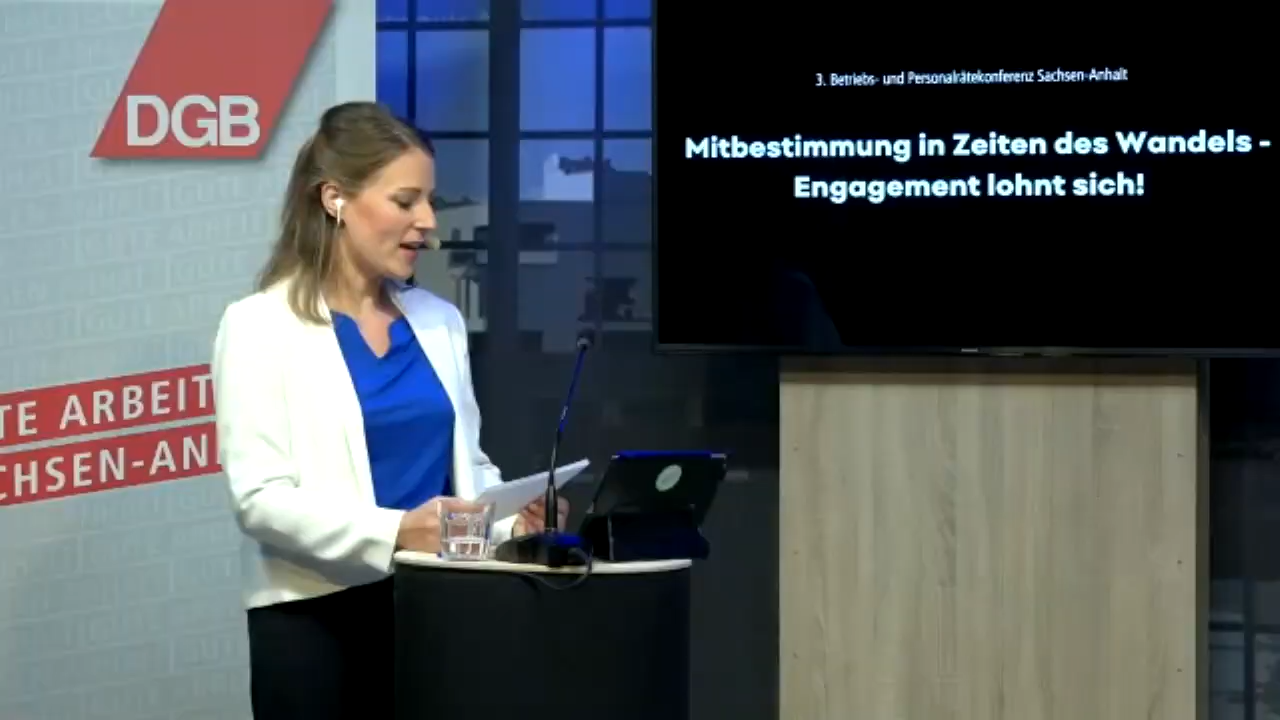 DGB
TE ARBEIT
CHSEN-AN
3. Betriebs- und Personalrätekonferenz Sachsen-Anhalt
Mitbestimmung in Zeiten des Wandels -
Engagement lohnt sich!